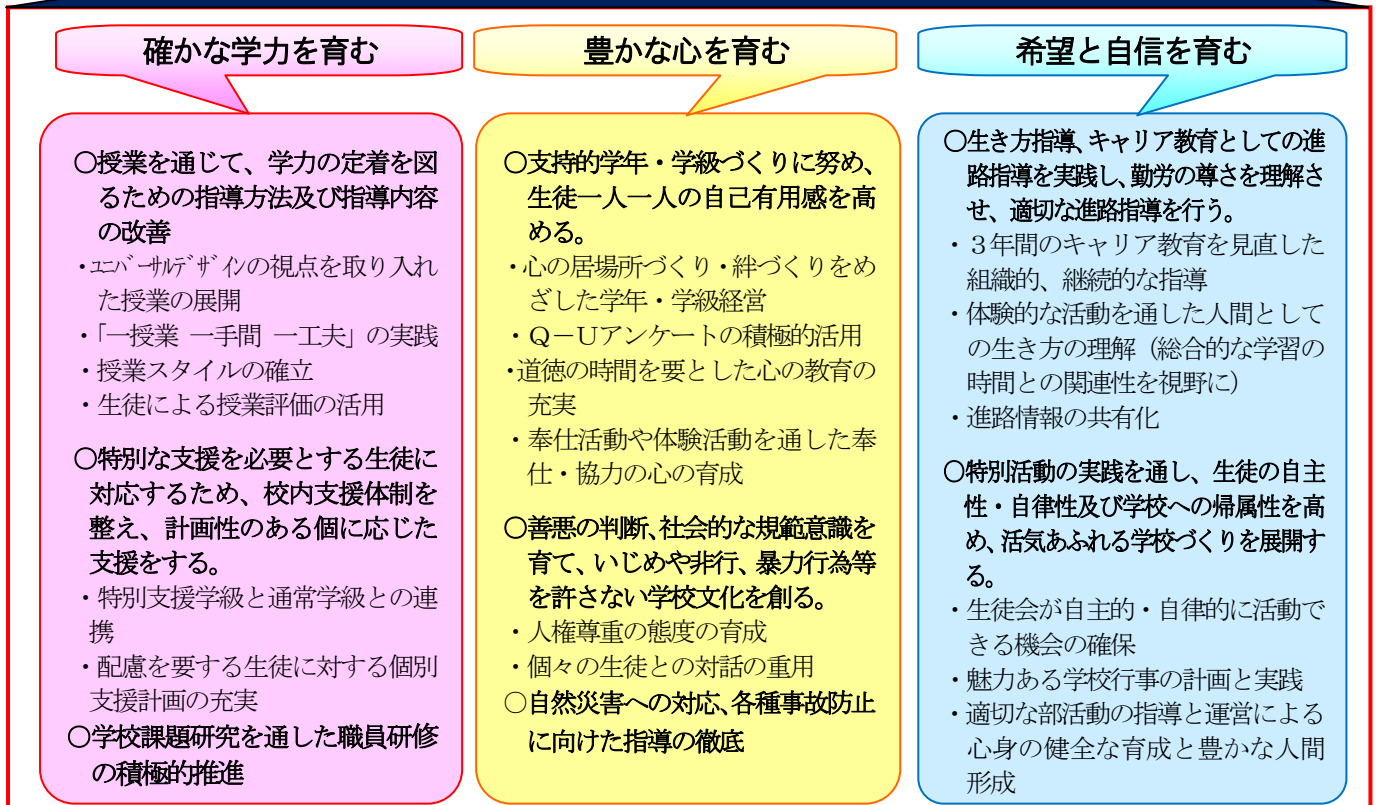 確かな学力を育む
〇授業を通じて、学力の定着を図
るための指導方法及び指導内容
の改善
・ユニバーサルデザインの視点を取り入れ
た授業の展開
・「一授業 一手間 一工夫」の実践
・授業スタイルの確立
・生徒による授業評価の活用
〇特別な支援を必要とする生徒に
対応するため、校内支援体制を
整え、計画性のある個に応じた
支援をする。
・特別支援学級と通常学級との連
携
・配慮を要する生徒に対する個別
支援計画の充実
〇学校課題研究を通した職員研修
の積極的推進
豊かな心を育む
〇支持的学年・学級づくりに努め、
生徒一人一人の自己有用感を高
める。
・心の居場所づくり・絆づくりをめ
ざした学年・学級経営
・Q－Uアンケートの積極的活用
・道徳の時間を要とした心の教育の
充実
・奉仕活動や体験活動を通した奉
仕・協力の心の育成
〇善悪の判断、社会的な規範意識を
育て、いじめや非行、暴力行為等
を許さない学校文化を創る。
・人権尊重の態度の育成
・個々の生徒との対話の重用
〇自然災害への対応、各種事故防止
に向けた指導の徹底
希望と自信を育む
〇生き方指導、キャリア教育としての進
路指導を実践し、勤労の尊さを理解さ
せ、適切な進路指導を行う。
・３年間のキャリア教育を見直した
組織的、継続的な指導
・体験的な活動を通した人間として
の生き方の理解（総合的な学習の
時間との関連性を視野に）
・進路情報の共有化
〇特別活動の実践を通し、生徒の自主
性・自律性及び学校への帰属性を高
め、活気あふれる学校づくりを展開す
る。
・生徒会が自主的・自律的に活動で
きる機会の確保
・魅力ある学校行事の計画と実践
・適切な部活動の指導と運営による
心身の健全な育成と豊かな人間
形成